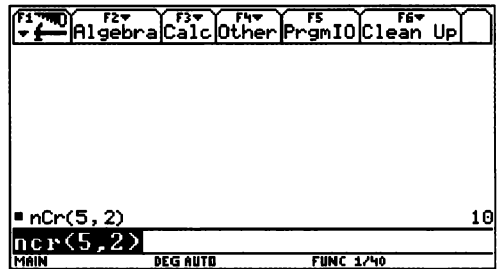 F1 F2 F3 F4 F5 F6
Algebra Calc Other PrgmIO Clean Up
nCr(5,2) 10
ncr(5,2)
MAIN DEG AUTO FUNC 1/40